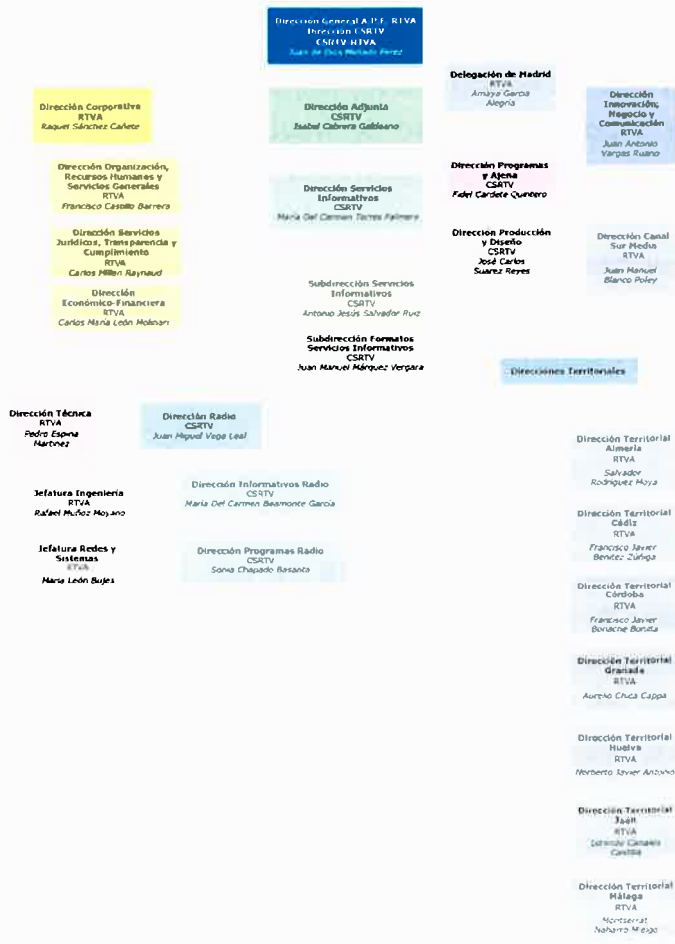 Dirección General A.P.E. RTVA
Dirección CSRTV
CSRTV RTVA
Juan de Dios Mellado Pérez
Delegación de Madrid
RTVA
Amaya García
Alegría
Dirección Corporativa
RTVA
Raquel Sánchez Cañete
Dirección Adjunta
CSRTV
Isabel Cabrera Galdeano
Dirección
Innovación,
Negocio y
Comunicación
RTVA
Juan Antonio
Vargas Ruano
Dirección Organización,
Recursos Humanos y
Servicios Generales
RTVA
Francisco Castillo Barrera
Dirección Servicios
Informativos
CSRTV
María Del Carmen Torres
Dirección Programas
y Ajena
CSRTV
Fidel Cardete Quintero
Dirección Servicios
Jurídicos, Transparencia y
Cumplimiento
RTVA
Carlos Millán Raynaud
Dirección Producción
y Diseño
CSRTV
José Carlos
Suarez Reyes
Dirección Canal
Sur Media
RTVA
Juan Manuel
Blanco Poley
Dirección
Económico-Financiera
RTVA
Carlos María León Molinari
Subdirección Servicios
Informativos
CSRTV
Antonio Jesús Salvador Ruiz
Subdirección Formatos
Servicios Informativos
CSRTV
Juan Manuel Márquez Vergara
Direcciones Territoriales
Dirección Técnica
RTVA
Pedro Espina
Martínez
Dirección Radio
CSRTV
Juan Miguel Vega Leal
Jefatura Ingeniería
RTVA
Rafael Muñoz Moyano
Dirección Informativos Radio
CSRTV
María Del Carmen Beamonte García
Jefatura Redes y
Sistemas
RTVA
María León Bujes
Dirección Programas Radio
CSRTV
Sonia Chapado Basanta
Dirección Territorial
Almería
RTVA
Salvador
Rodríguez Moya
Dirección Territorial
Cádiz
RTVA
Francisco Javier
Benítez Zúñiga
Dirección Territorial
Córdoba
RTVA
Francisco Javier
Dirección Territorial
Granada
RTVA
Aurelio Chica Cappa
Dirección Territorial
Huelva
RTVA
Norberto Javier
Dirección Territorial
Jaén
RTVA
Dirección Territorial
Málaga
RTVA
Montserrat